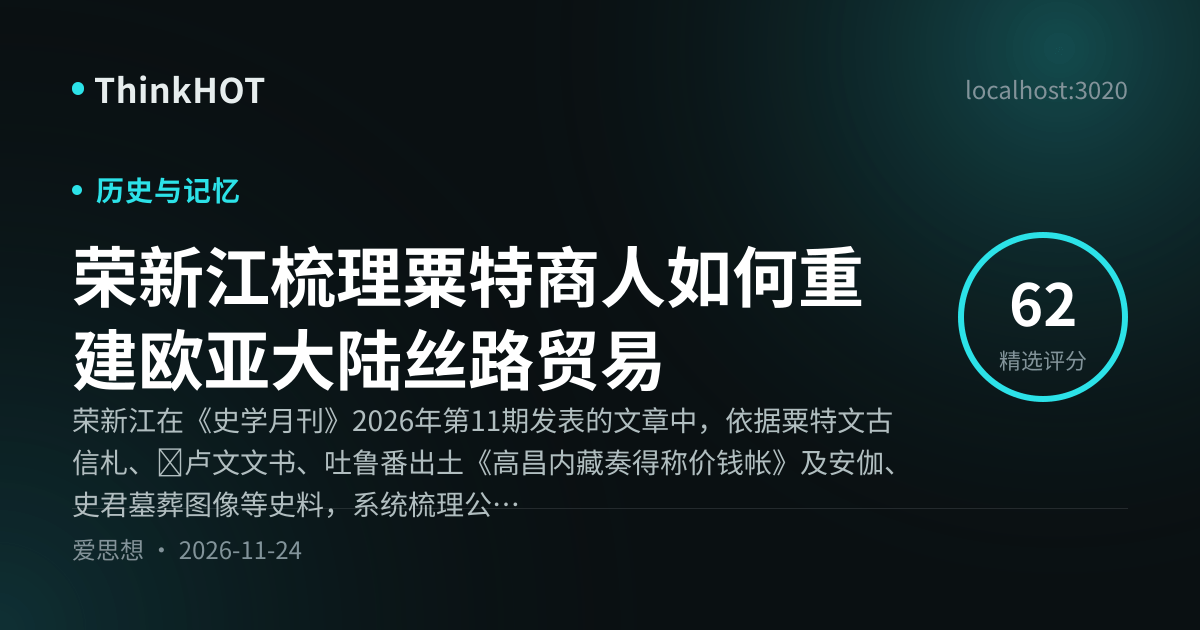 ThinkHOT
localhost:3020
历史与记忆
荣新江梳理粟特商人如何重
建欧亚大陆丝路贸易
62
精选评分
荣新江在《史学月刊》2026年第11期发表的文章中，依据粟特文古
信札、卢文文书、吐鲁番出土《高昌内藏奏得称价钱帐》及安伽、
史君墓葬图像等史料，系统梳理公…
爱思想 · 2026-11-24